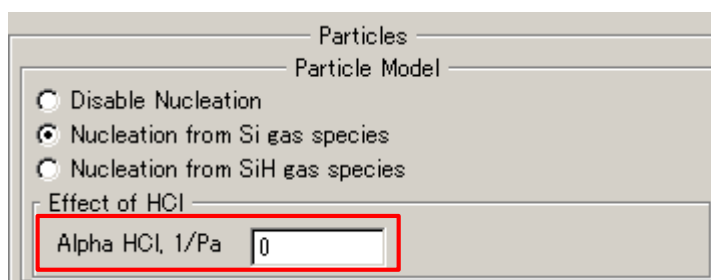 Particles
Particle Model
Disable Nucleation
Nucleation from Si gas species
Nucleation from SiH gas species
Effect of HCl
Alpha HCl, 1/Pa 0